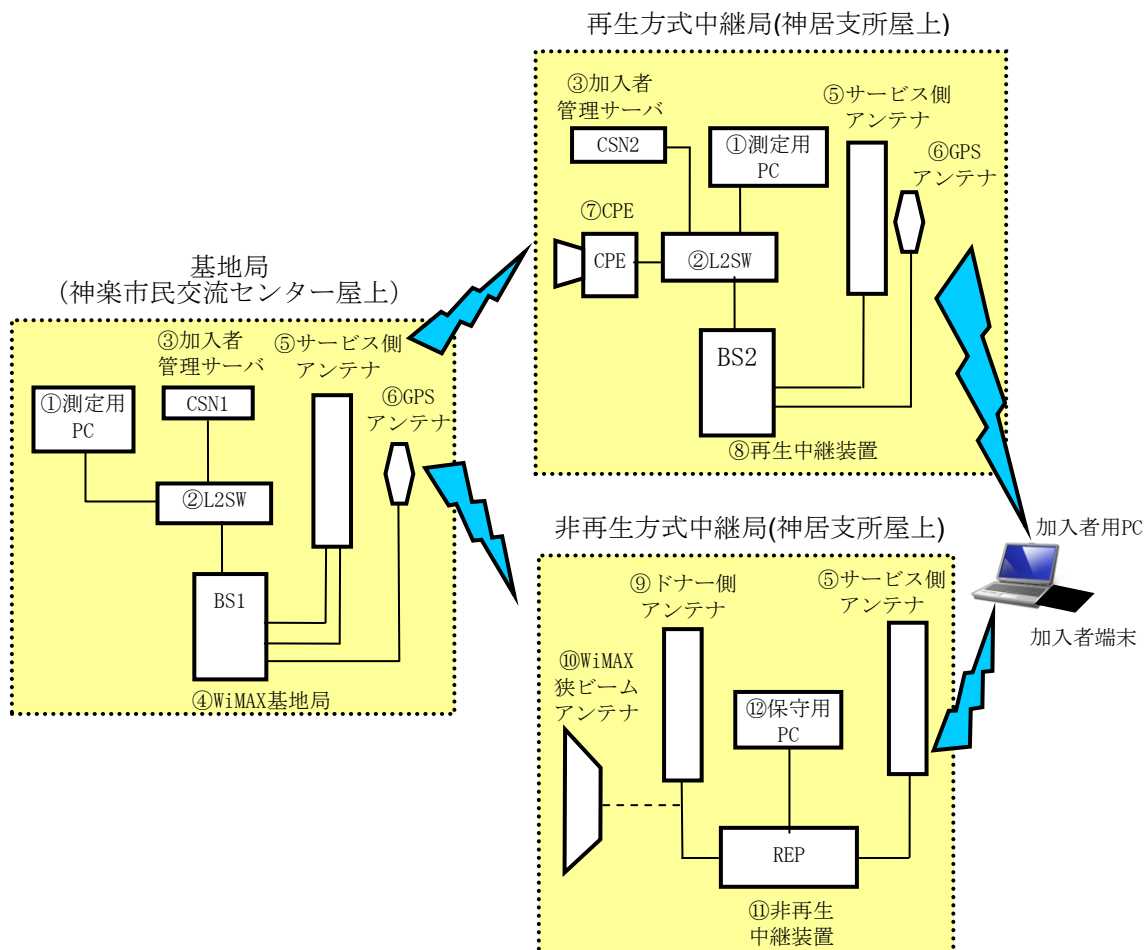 再生方式中継局(神居支所屋上)
③加入者
管理サーバ
CSN2
①測定用
PC
⑤サービス側
アンテナ
⑥GPS
アンテナ
⑦CPE
CPE
②L2SW
BS2
⑧再生中継装置
基地局
(神楽市民交流センター屋上)
③加入者
管理サーバ
CSN1
①測定用
PC
⑤サービス側
アンテナ
⑥GPS
アンテナ
②L2SW
BS1
④WiMAX基地局
非再生方式中継局(神居支所屋上)
⑨ドナー側
アンテナ
⑤サービス側
アンテナ
⑩WiMAX
狭ビーム
アンテナ
⑫保守用
PC
REP
⑪非再生
中継装置
加入者用PC
加入者端末